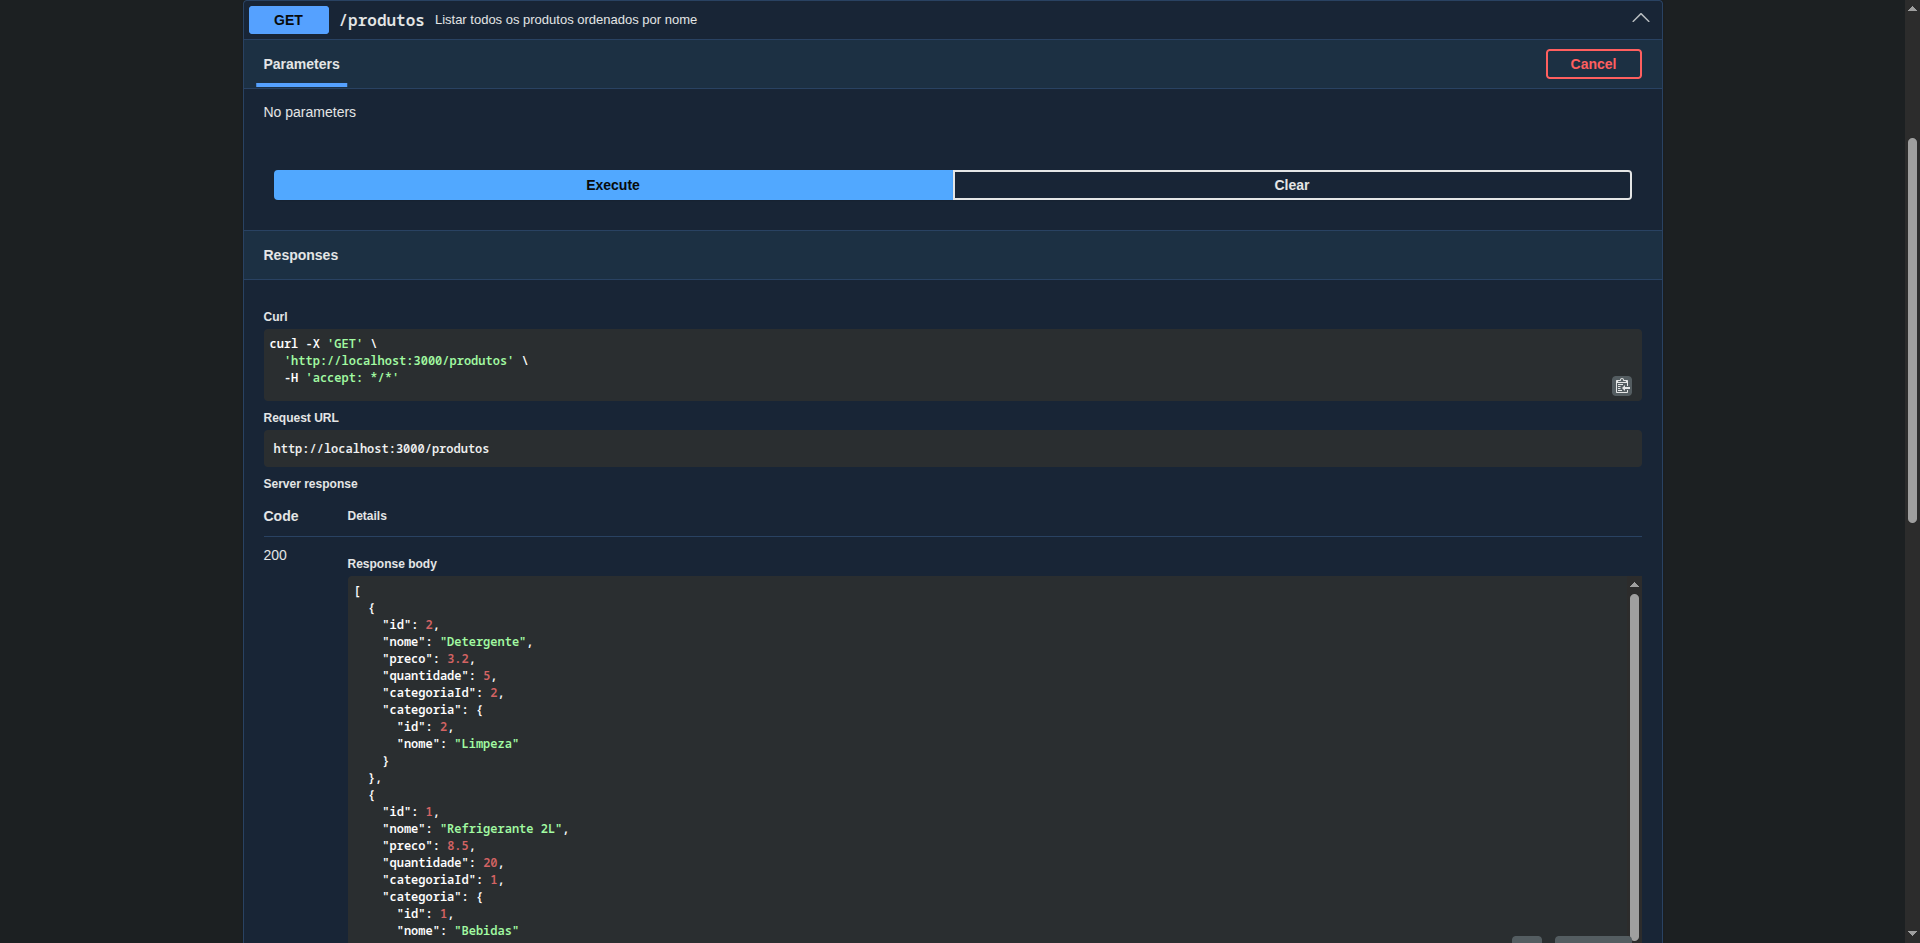 GET /produtos Listar todos os produtos ordenados por nome
Parameters
Cancel
No parameters
Execute
Clear
Responses
Curl
curl -X 'GET' \
  'http://localhost:3000/produtos' \
  -H 'accept: */*'
Request URL
http://localhost:3000/produtos
Server response
Code Details
200
Response body
[
  {
    "id": 2,
    "nome": "Detergente",
    "preco": 3.2,
    "quantidade": 5,
    "categoriaId": 2,
    "categoria": {
      "id": 2,
      "nome": "Limpeza"
    }
  },
  {
    "id": 1,
    "nome": "Refrigerante 2L",
    "preco": 8.5,
    "quantidade": 20,
    "categoriaId": 1,
    "categoria": {
      "id": 1,
      "nome": "Bebidas"